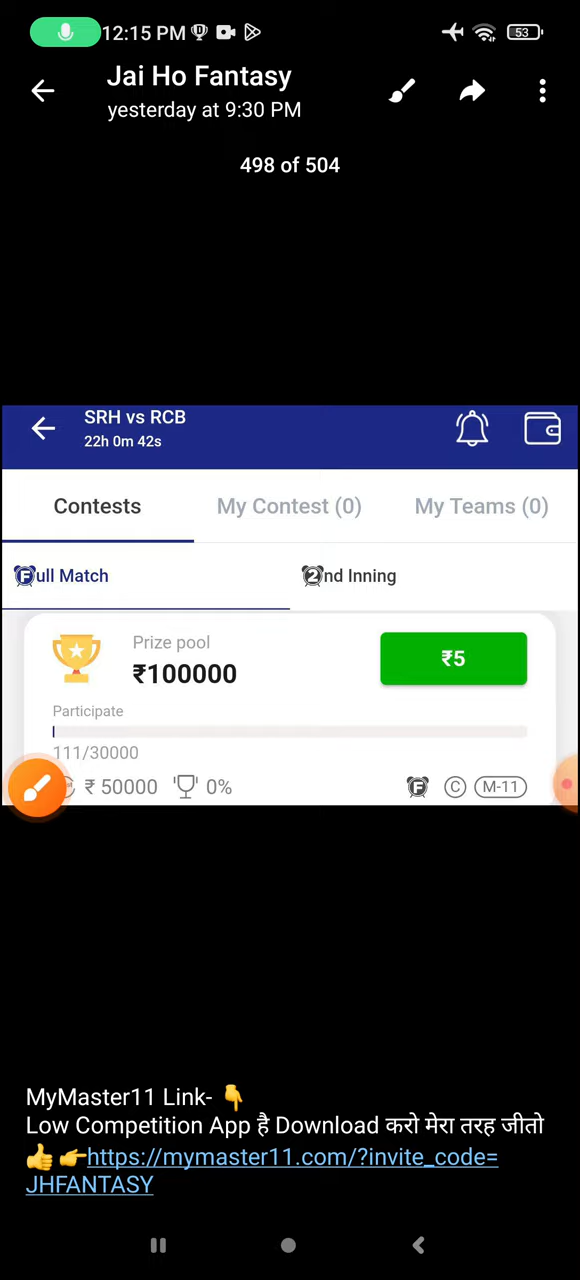 12:15 PM
53
Jai Ho Fantasy
yesterday at 9:30 PM
498 of 504
SRH vs RCB
22h 0m 42s
Contests My Contest (0) My Teams (0)
Full Match 2nd Inning
Prize pool
₹100000
₹5
Participate
111/30000
₹ 50000 0% F C M-11
MyMaster11 Link- 👇
Low Competition App है Download करो मेरा तरह जीतो
👍 👉https://mymaster11.com/?invite_code=
JHFANTASY